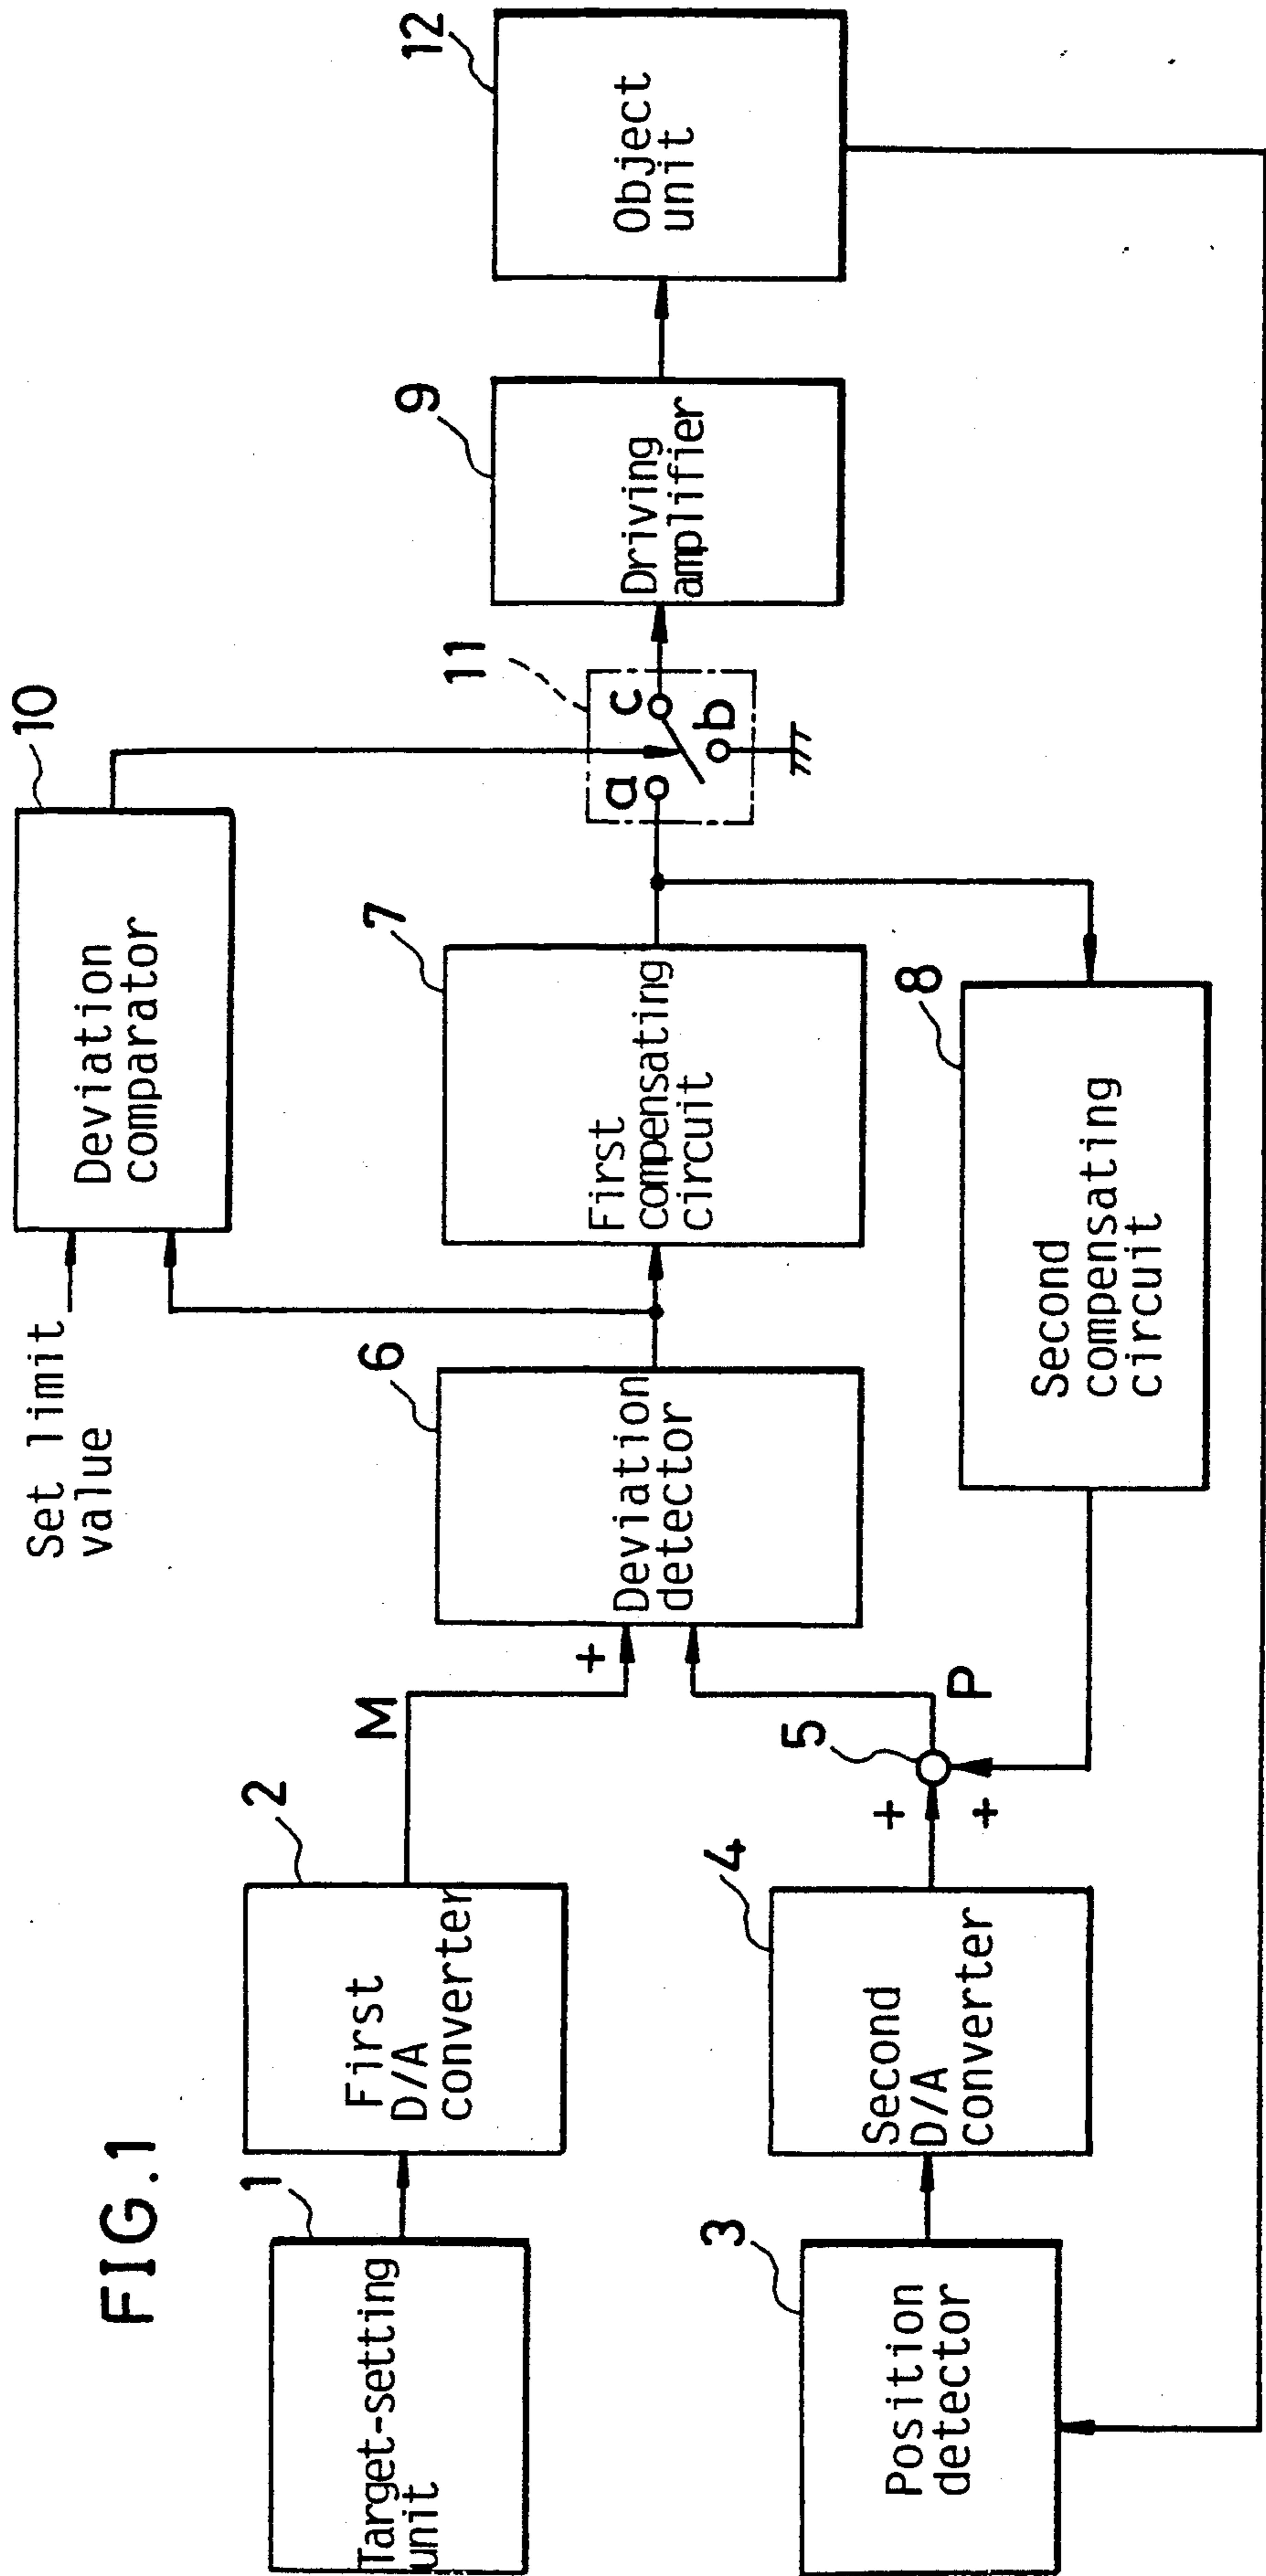 FIG.1
1
Target-setting
unit
2
First
D/A
converter
M
+
3
Position
detector
4
Second
D/A
converter
+
+
5
P
6
Deviation
detector
Set limit
value
10
Deviation
comparator
7
First
compensating
circuit
8
Second
compensating
circuit
11
a
b
c
9
Driving
amplifier
12
Object
unit